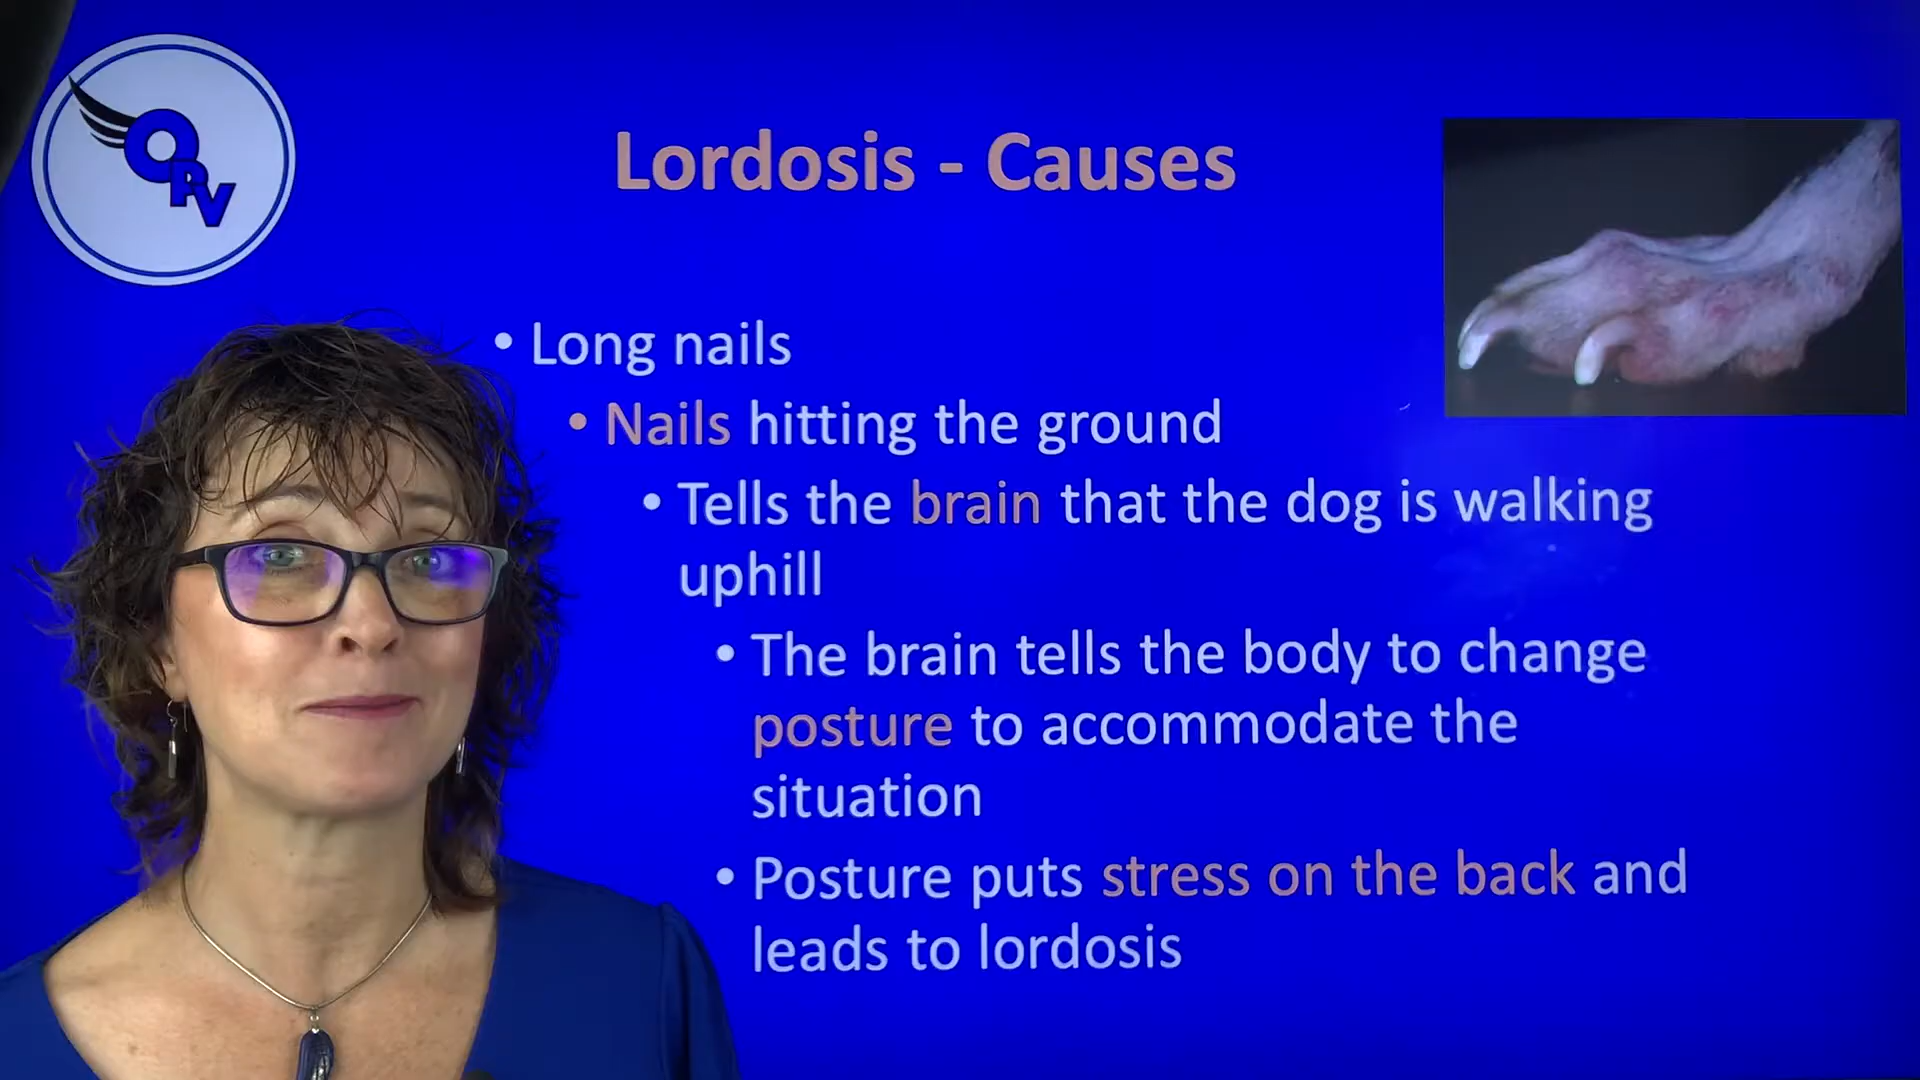 OPV
Lordosis - Causes
• Long nails
• Nails hitting the ground
• Tells the brain that the dog is walking
uphill
• The brain tells the body to change
posture to accommodate the
situation
• Posture puts stress on the back and
leads to lordosis